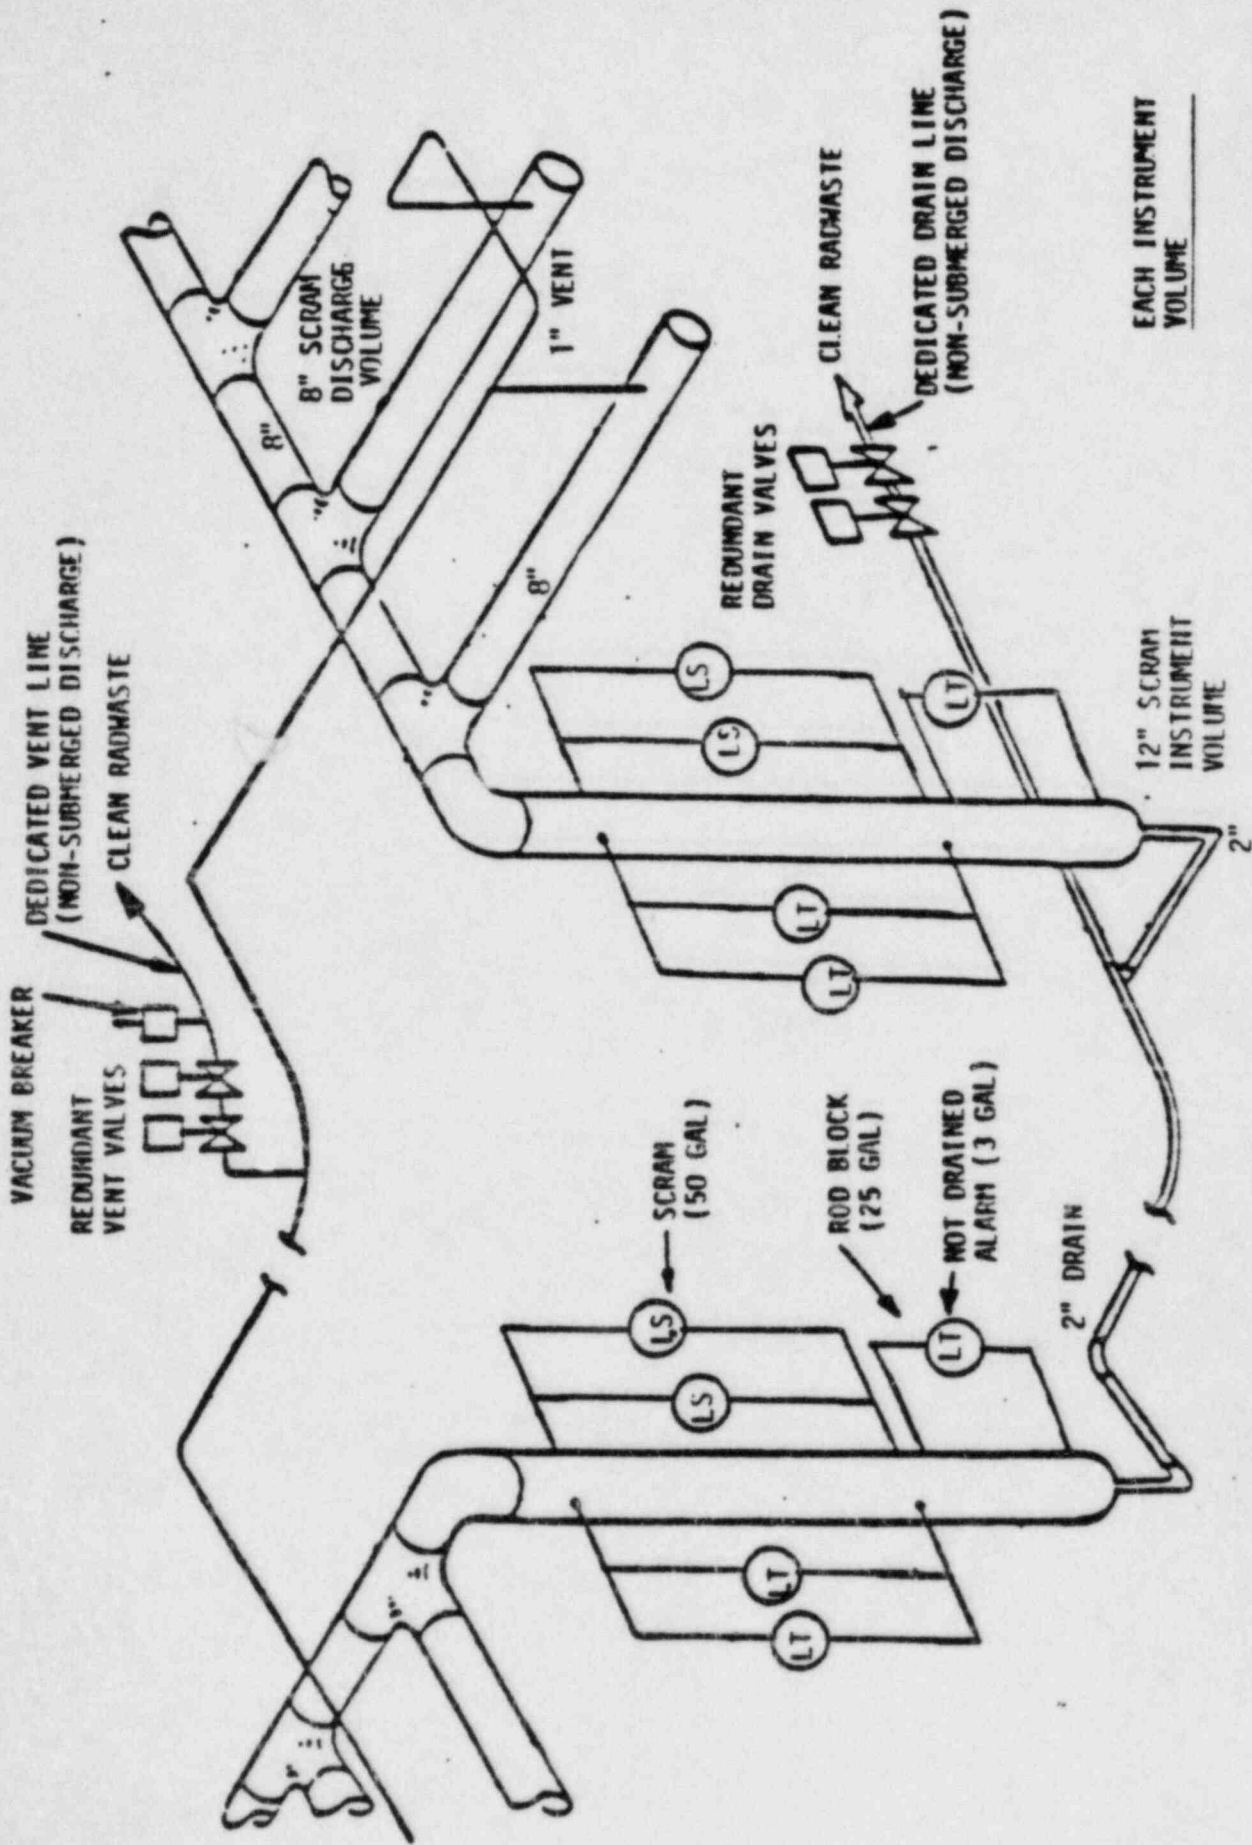 VACUUM BREAKER
DEDICATED VENT LINE
(NON-SUBMERGED DISCHARGE)
REDUNDANT
VENT VALVES
CLEAN RADWASTE
8"
8" SCRAM
DISCHARGE
VOLUME
1" VENT
8"
SCRAM
(50 GAL)
LS
LS
LT
LT
LS
LS
LT
LT
REDUNDANT
DRAIN VALVES
CLEAN RADWASTE
DEDICATED DRAIN LINE
(NON-SUBMERGED DISCHARGE)
ROD BLOCK
(25 GAL)
LT
NOT DRAINED
ALARM (3 GAL)
LT
2" DRAIN
12" SCRAM
INSTRUMENT
VOLUME
2"
EACH INSTRUMENT
VOLUME